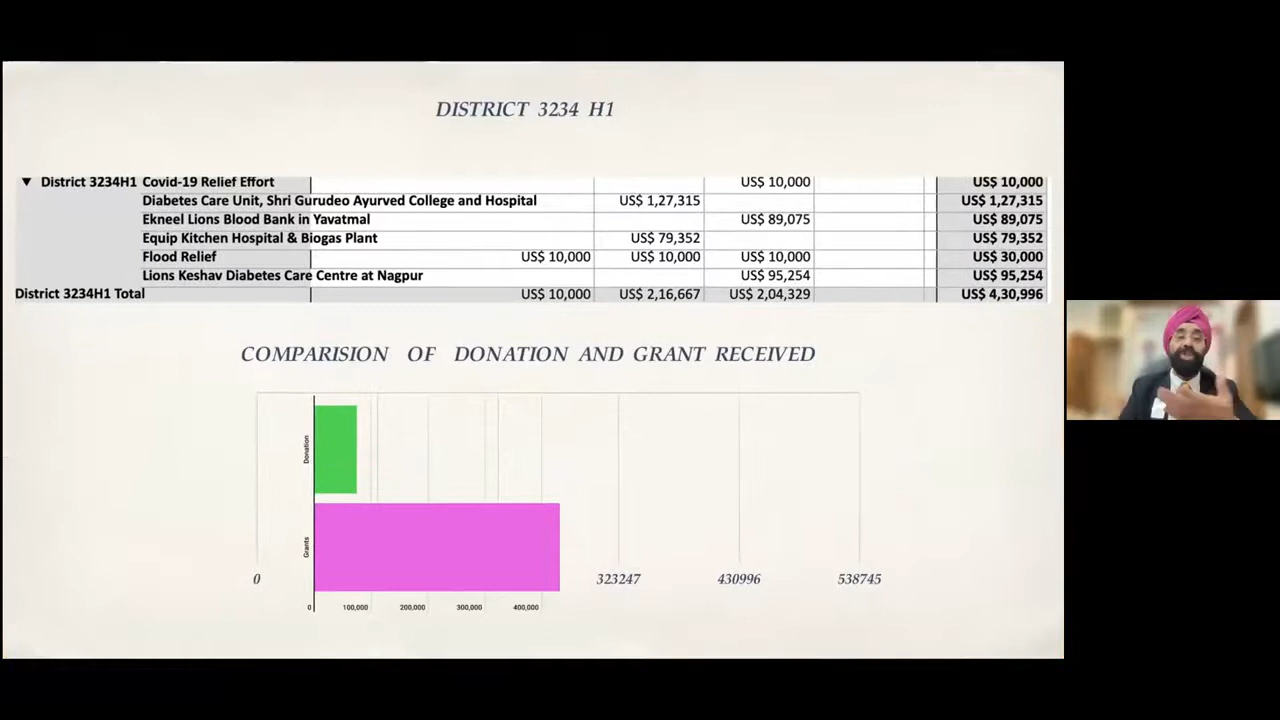 DISTRICT 3234 H1
▼ District 3234H1 Covid-19 Relief Effort US$ 10,000 US$ 10,000
Diabetes Care Unit, Shri Gurudeo Ayurved College and Hospital US$ 1,27,315 US$ 1,27,315
Ekneel Lions Blood Bank in Yavatmal US$ 89,075 US$ 89,075
Equip Kitchen Hospital & Biogas Plant US$ 79,352 US$ 79,352
Flood Relief US$ 10,000 US$ 10,000 US$ 10,000 US$ 30,000
Lions Keshav Diabetes Care Centre at Nagpur US$ 95,254 US$ 95,254
District 3234H1 Total US$ 10,000 US$ 2,16,667 US$ 2,04,329 US$ 4,30,996
COMPARISION OF DONATION AND GRANT RECEIVED
Donation
Grants
0 323247 430996 538745
0 100,000 200,000 300,000 400,000